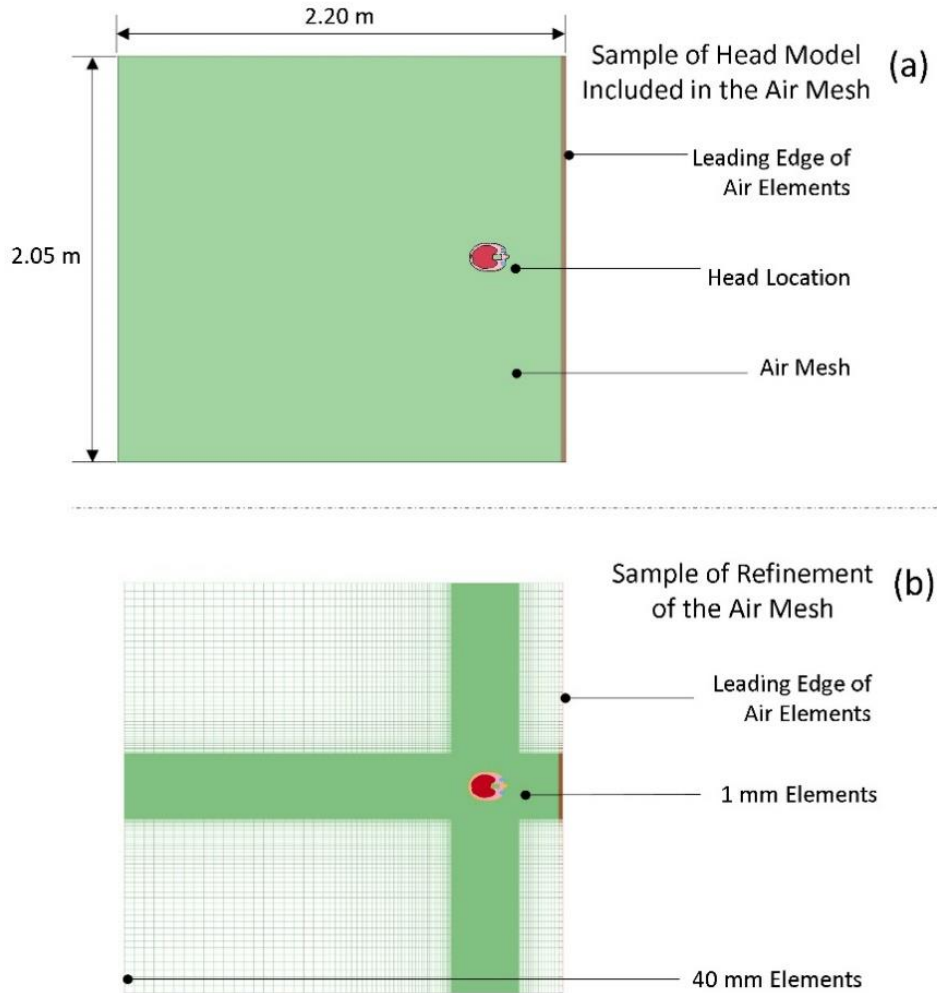 2.20 m
Sample of Head Model
Included in the Air Mesh
(a)
Leading Edge of
Air Elements
2.05 m
Head Location
Air Mesh
Sample of Refinement
of the Air Mesh
(b)
Leading Edge of
Air Elements
1 mm Elements
40 mm Elements